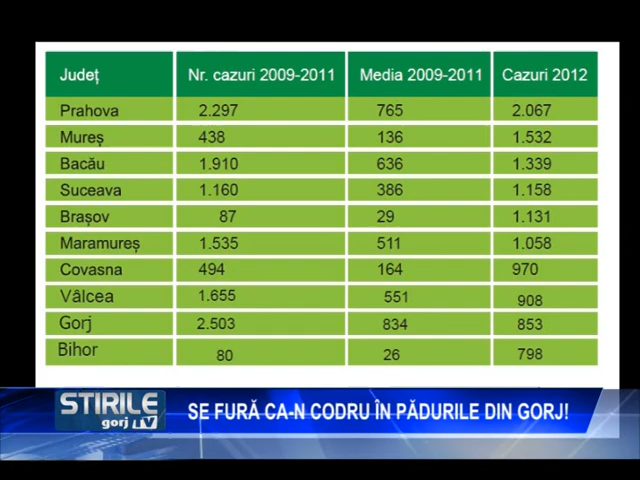 Județ Nr. cazuri 2009-2011 Media 2009-2011 Cazuri 2012
Prahova 2.297 765 2.067
Mureș 438 136 1.532
Bacău 1.910 636 1.339
Suceava 1.160 386 1.158
Brașov 87 29 1.131
Maramureș 1.535 511 1.058
Covasna 494 164 970
Vâlcea 1.655 551 908
Gorj 2.503 834 853
Bihor 80 26 798
STIRILE
gorj TV
SE FURĂ CA-N CODRU ÎN PĂDURILE DIN GORJ!